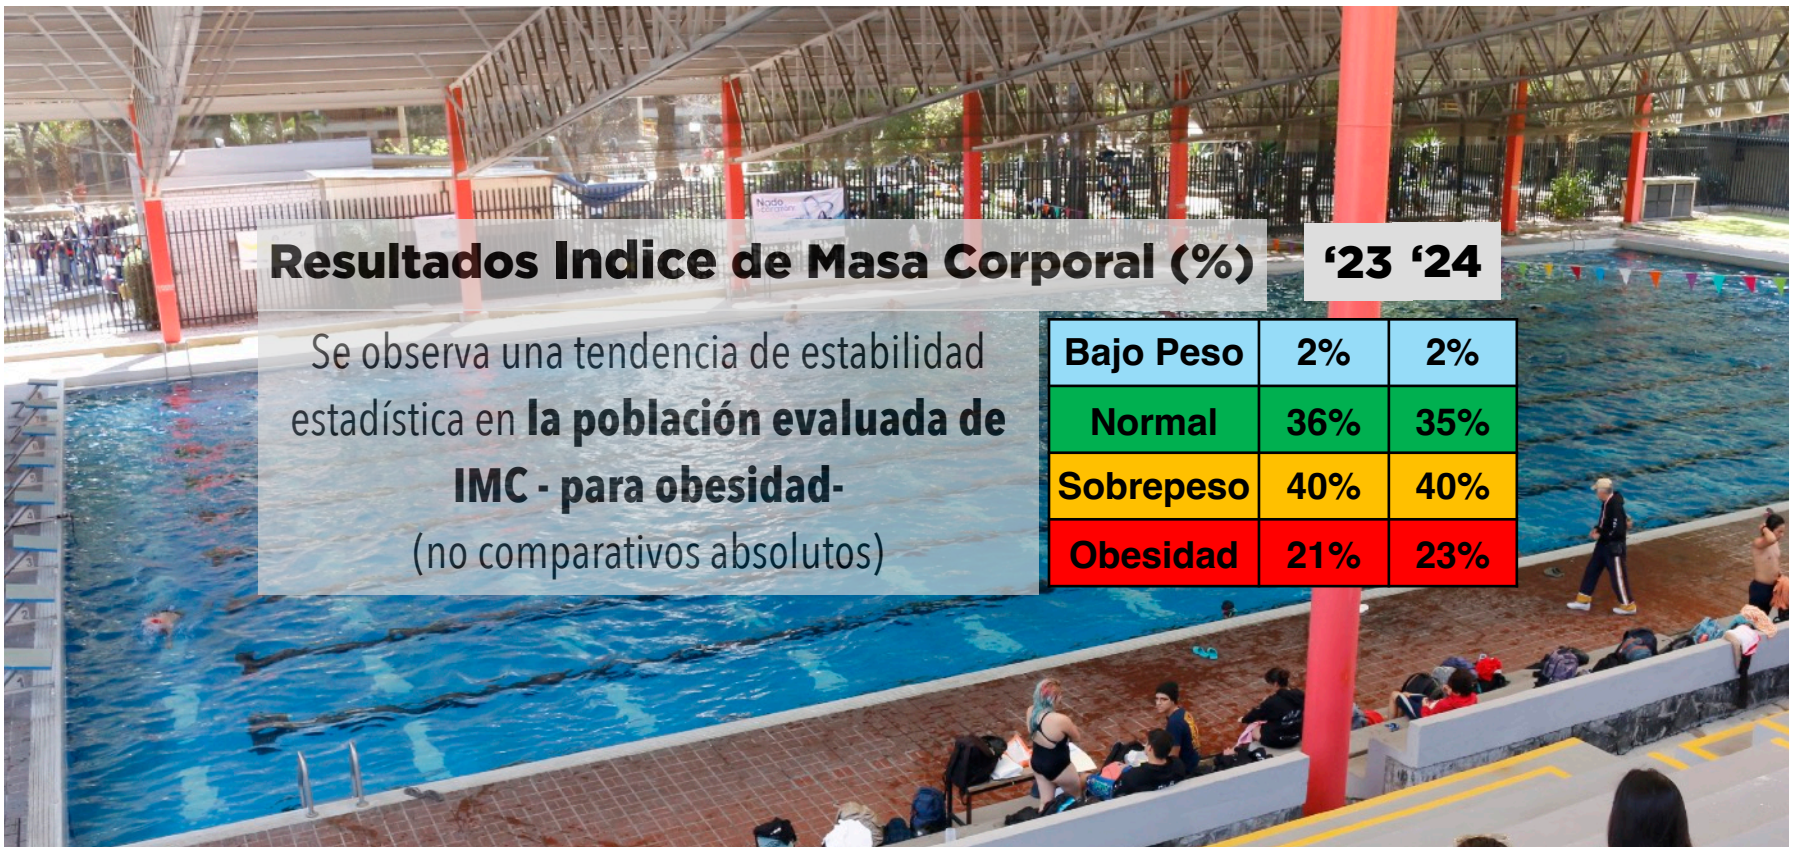 Nado
Resultados Indice de Masa Corporal (%)
‘23 ‘24
Se observa una tendencia de estabilidad
estadística en la población evaluada de
IMC - para obesidad-
(no comparativos absolutos)
Bajo Peso 2% 2%
Normal 36% 35%
Sobrepeso 40% 40%
Obesidad 21% 23%